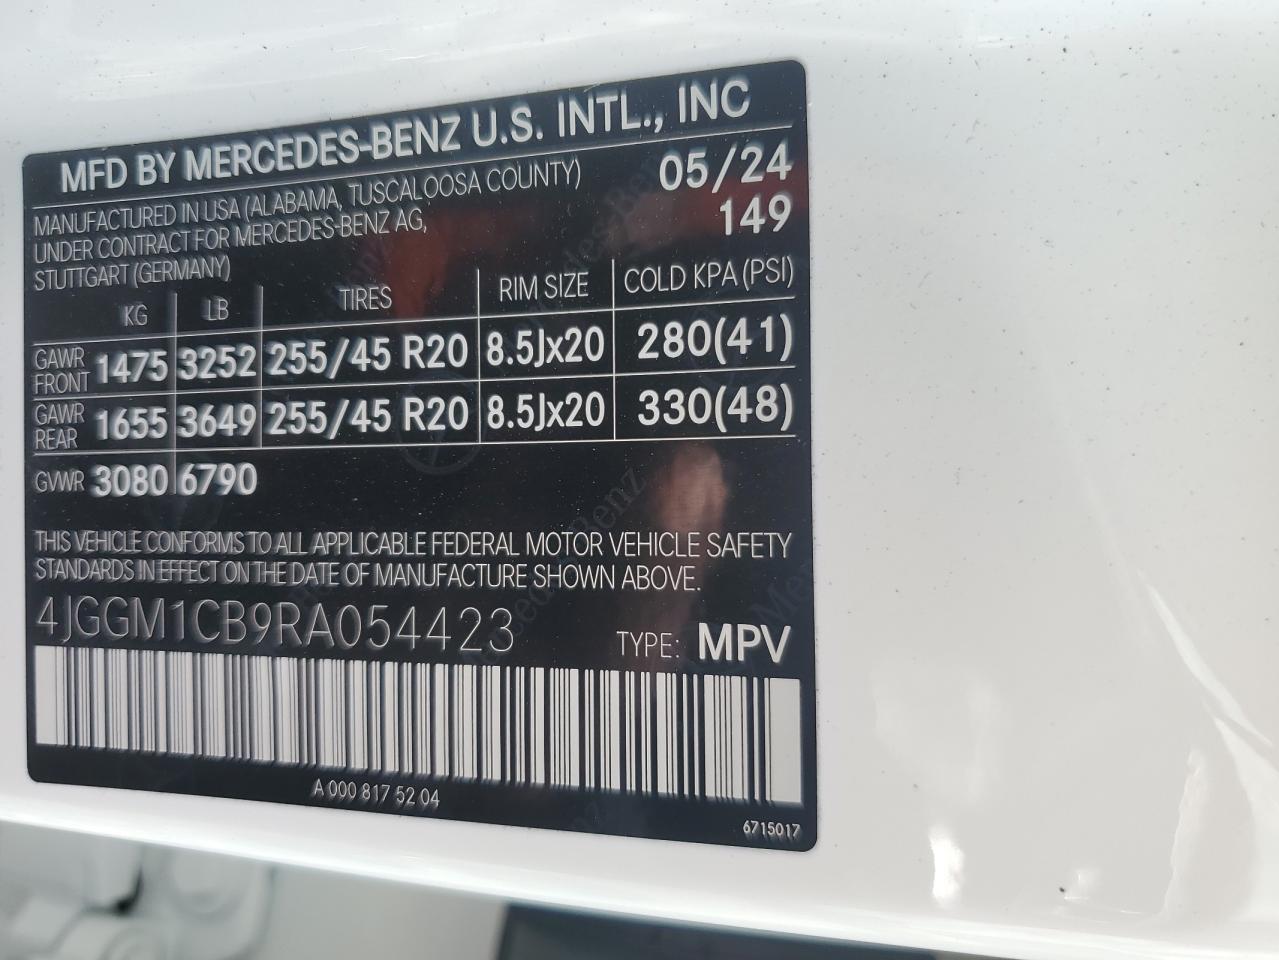 MFD BY MERCEDES-BENZ U.S. INTL., INC
MANUFACTURED IN USA (ALABAMA, TUSCALOOSA COUNTY) 05/24
UNDER CONTRACT FOR MERCEDES-BENZ AG, 149
STUTTGART (GERMANY)
KG LB TIRES RIM SIZE COLD KPA (PSI)
GAWR FRONT 1475 3252 255/45 R20 8.5Jx20 280(41)
GAWR REAR 1655 3649 255/45 R20 8.5Jx20 330(48)
GVWR 3080 6790
THIS VEHICLE CONFORMS TO ALL APPLICABLE FEDERAL MOTOR VEHICLE SAFETY
STANDARDS IN EFFECT ON THE DATE OF MANUFACTURE SHOWN ABOVE.
4JGGM1CB9RA054423 TYPE: MPV
A 000 817 52 04
6715017